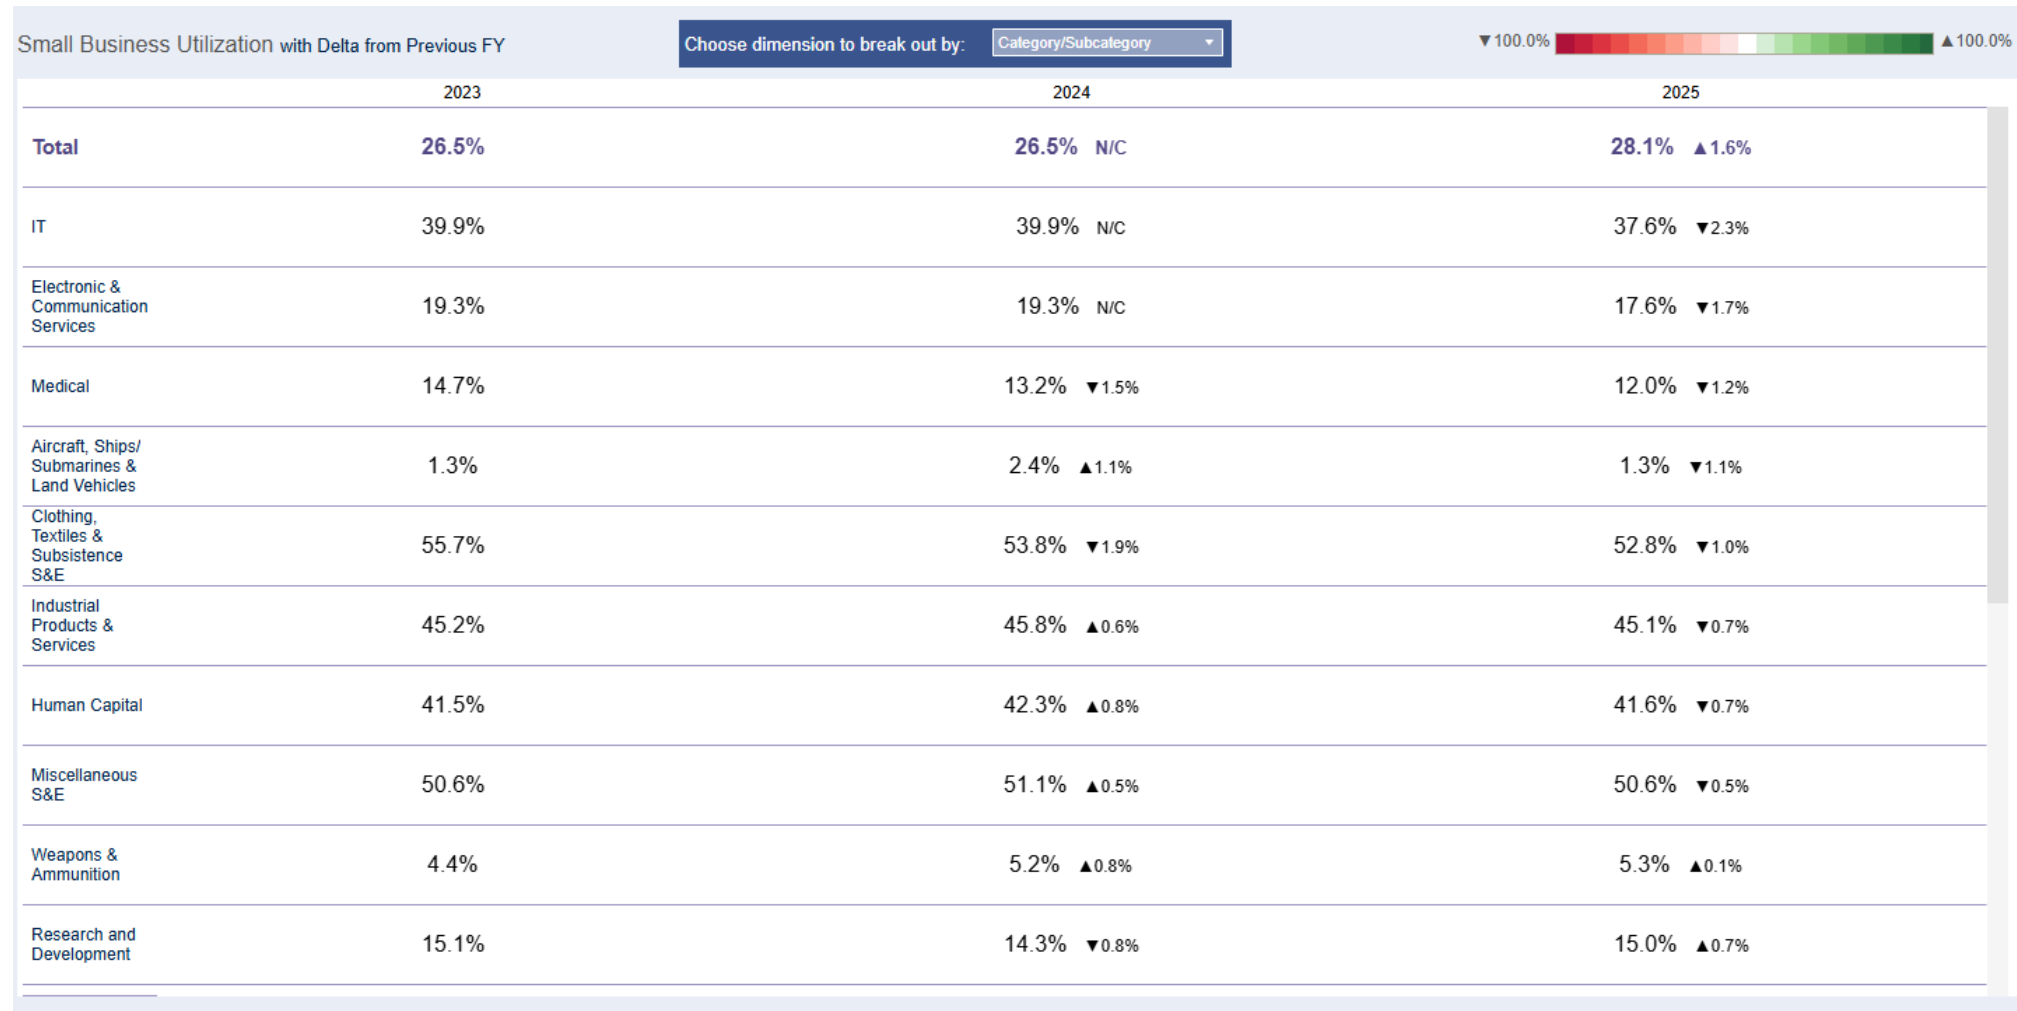 Small Business Utilization with Delta from Previous FY
Choose dimension to break out by: Category/Subcategory ▼
▼100.0% ▲100.0%
2023 2024 2025
Total 26.5% 26.5% N/C 28.1% ▲1.6%
IT 39.9% 39.9% N/C 37.6% ▼2.3%
Electronic &
Communication
Services
19.3% 19.3% N/C 17.6% ▼1.7%
Medical 14.7% 13.2% ▼1.5% 12.0% ▼1.2%
Aircraft, Ships/
Submarines &
Land Vehicles
1.3% 2.4% ▲1.1% 1.3% ▼1.1%
Clothing,
Textiles &
Subsistence
S&E
55.7% 53.8% ▼1.9% 52.8% ▼1.0%
Industrial
Products &
Services
45.2% 45.8% ▲0.6% 45.1% ▼0.7%
Human Capital 41.5% 42.3% ▲0.8% 41.6% ▼0.7%
Miscellaneous
S&E
50.6% 51.1% ▲0.5% 50.6% ▼0.5%
Weapons &
Ammunition
4.4% 5.2% ▲0.8% 5.3% ▲0.1%
Research and
Development
15.1% 14.3% ▼0.8% 15.0% ▲0.7%